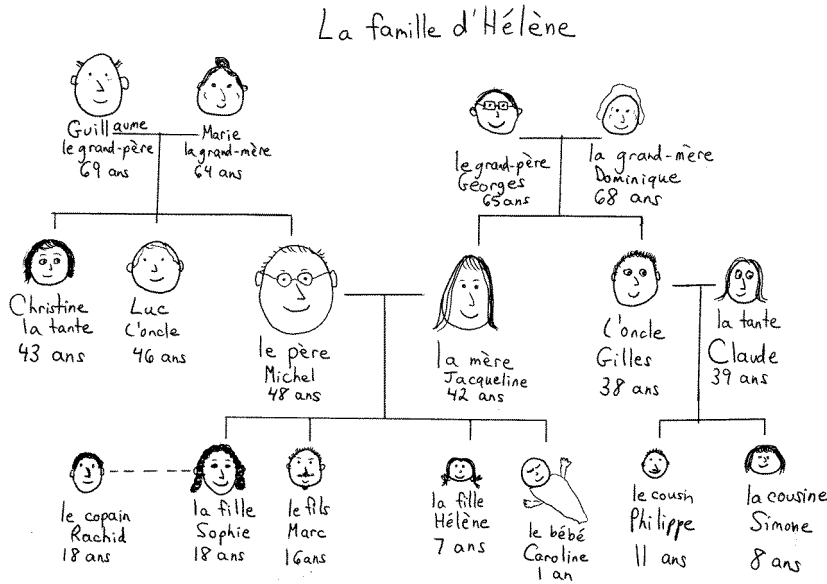 La famille d'Hélène
Guillaume
le grand-père
69 ans
Marie
la grand-mère
64 ans
le grand-père
Georges
65 ans
la grand-mère
Dominique
68 ans
Christine
la tante
43 ans
Luc
l'oncle
46 ans
le père
Michel
48 ans
la mère
Jacqueline
42 ans
l'oncle
Gilles
38 ans
la tante
Claude
39 ans
le copain
Rachid
18 ans
la fille
Sophie
18 ans
le fils
Marc
16 ans
la fille
Hélène
7 ans
le bébé
Caroline
1 an
le cousin
Philippe
11 ans
la cousine
Simone
8 ans